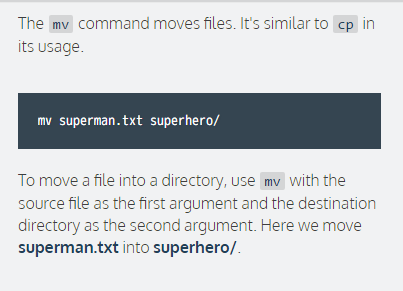 The mv command moves files. It's similar to cp in
its usage.
mv superman.txt superhero/
To move a file into a directory, use mv with the
source file as the first argument and the destination
directory as the second argument. Here we move
superman.txt into superhero/.